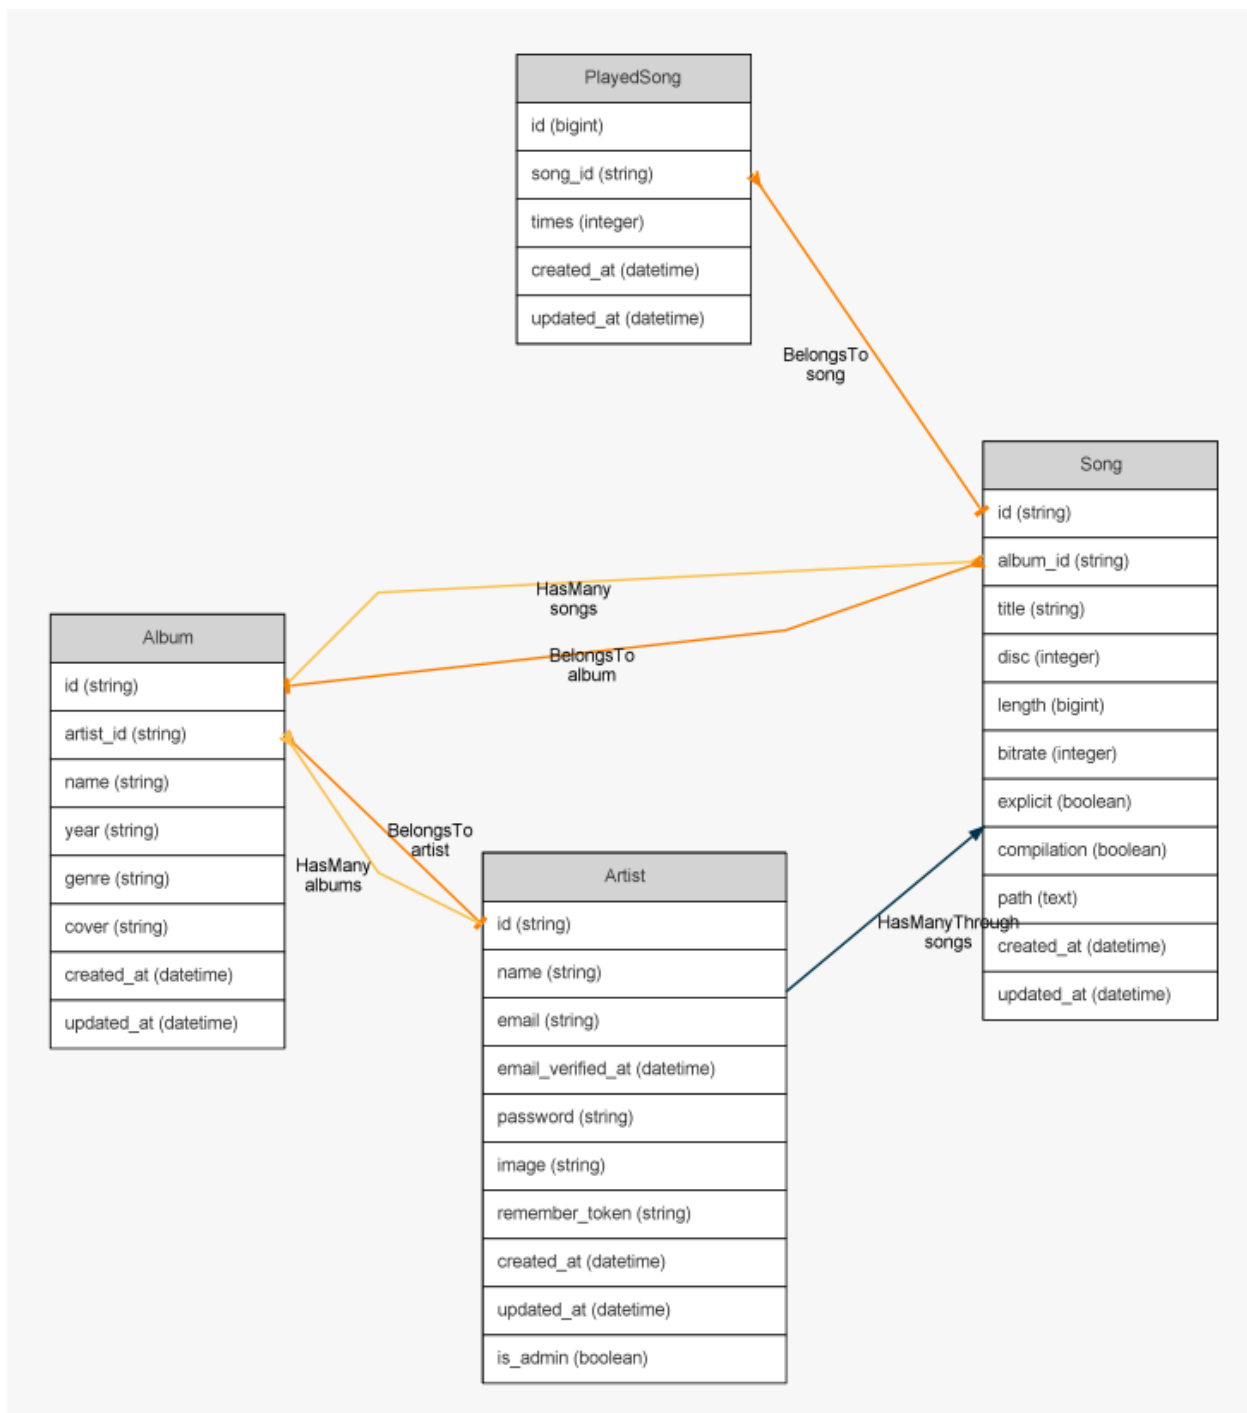 PlayedSong
id (bigint)
song_id (string)
times (integer)
created_at (datetime)
updated_at (datetime)
BelongsTo
song
Song
id (string)
album_id (string)
title (string)
disc (integer)
length (bigint)
bitrate (integer)
explicit (boolean)
compilation (boolean)
path (text)
created_at (datetime)
updated_at (datetime)
HasMany
songs
BelongsTo
album
Album
id (string)
artist_id (string)
name (string)
year (string)
genre (string)
cover (string)
created_at (datetime)
updated_at (datetime)
BelongsTo
artist
HasMany
albums
HasManyThrough
songs
Artist
id (string)
name (string)
email (string)
email_verified_at (datetime)
password (string)
image (string)
remember_token (string)
created_at (datetime)
updated_at (datetime)
is_admin (boolean)